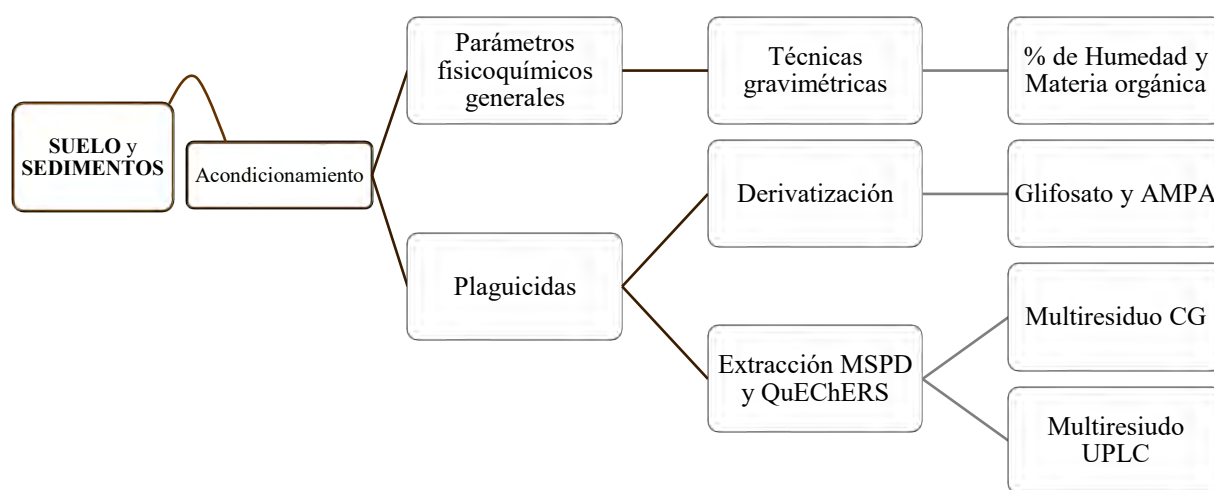 SUELO y
SEDIMENTOS
Acondicionamiento
Parámetros
fisicoquímicos
generales
Técnicas
gravimétricas
% de Humedad y
Materia orgánica
Plaguicidas
Derivatización
Glifosato y AMPA
Extracción MSPD
y QuEChERS
Multiresiduo CG
Multiresiudo
UPLC